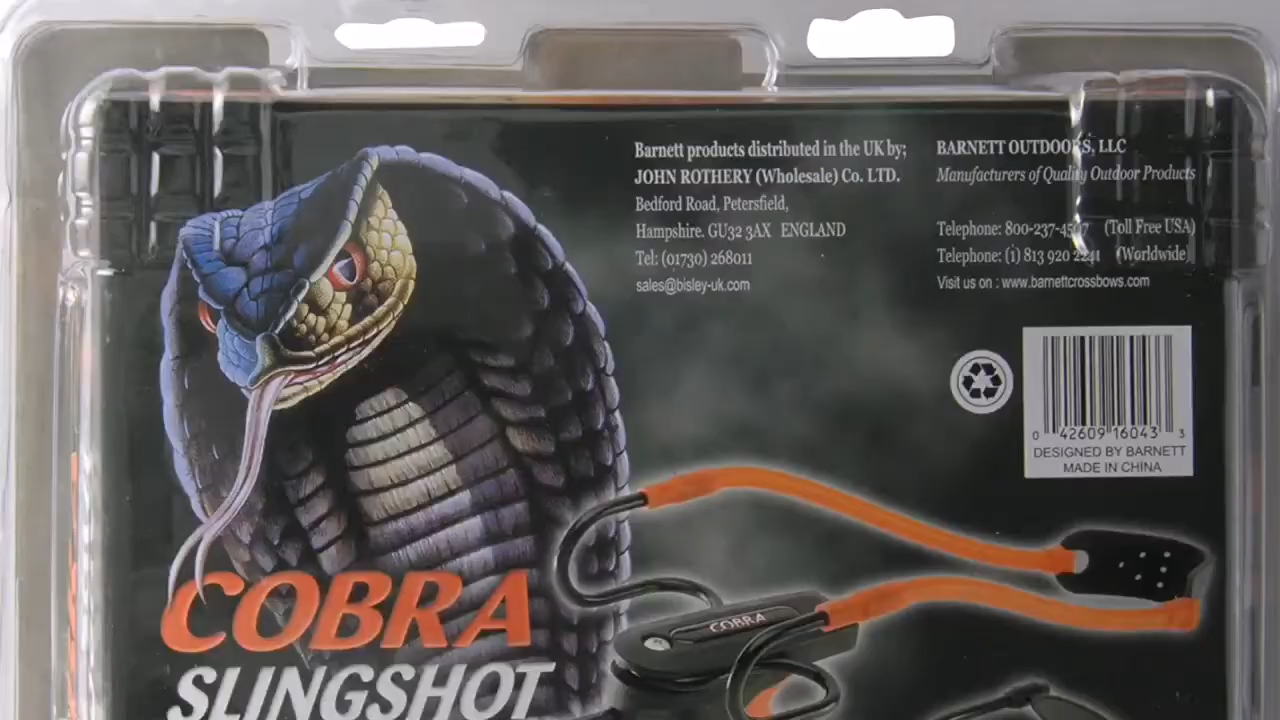 Barnett products distributed in the UK by;
JOHN ROTHERY (Wholesale) Co. LTD.
Bedford Road, Petersfield,
Hampshire. GU32 3AX ENGLAND
Tel: (01730) 268011
sales@bisley-uk.com
BARNETT OUTDOORS, LLC
Manufacturers of Quality Outdoor Products
Telephone: 800-237-4507 (Toll Free USA)
Telephone: (1) 813 920 2241 (Worldwide)
Visit us on : www.barnettcrossbows.com
0 42609 16043 3
DESIGNED BY BARNETT
MADE IN CHINA
COBRA
COBRA
SLINGSHOT